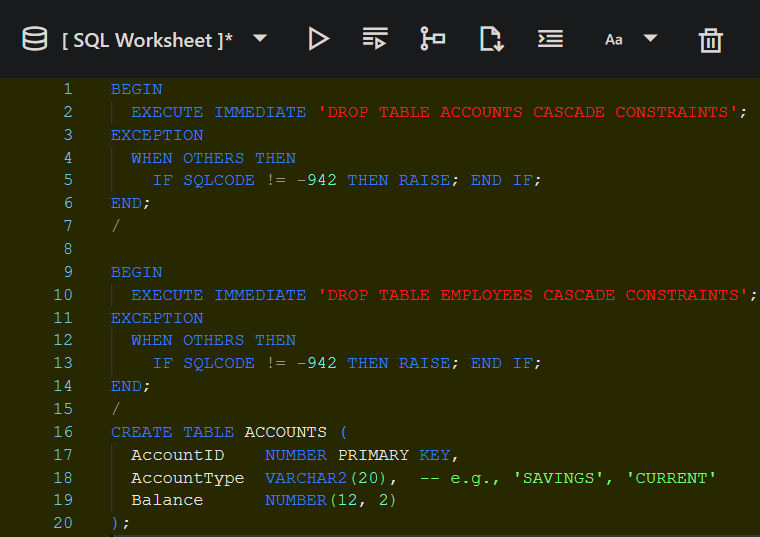 [ SQL Worksheet ]* Aa
1 BEGIN
2 EXECUTE IMMEDIATE 'DROP TABLE ACCOUNTS CASCADE CONSTRAINTS';
3 EXCEPTION
4 WHEN OTHERS THEN
5 IF SQLCODE != -942 THEN RAISE; END IF;
6 END;
7 /
8
9 BEGIN
10 EXECUTE IMMEDIATE 'DROP TABLE EMPLOYEES CASCADE CONSTRAINTS';
11 EXCEPTION
12 WHEN OTHERS THEN
13 IF SQLCODE != -942 THEN RAISE; END IF;
14 END;
15 /
16 CREATE TABLE ACCOUNTS (
17 AccountID NUMBER PRIMARY KEY,
18 AccountType VARCHAR2(20), -- e.g., 'SAVINGS', 'CURRENT'
19 Balance NUMBER(12, 2)
20 );